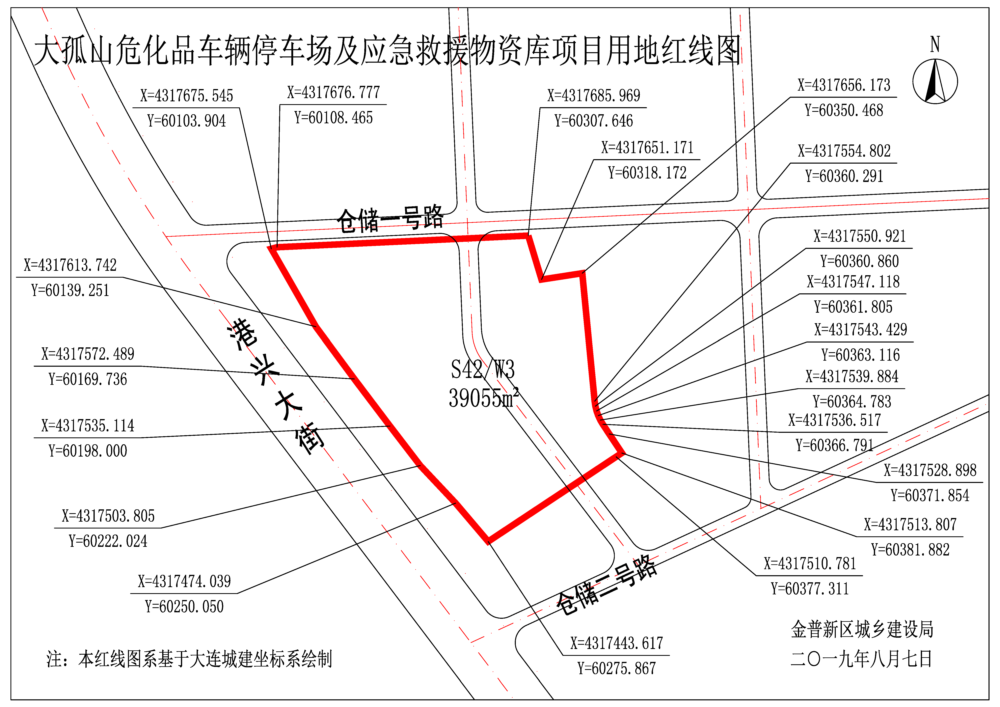 大孤山危化品车辆停车场及应急救援物资库项目用地红线图
N
X=4317675.545
Y=60103.904
X=4317676.777
Y=60108.465
X=4317685.969
Y=60307.646
X=4317651.171
Y=60318.172
X=4317656.173
Y=60350.468
X=4317554.802
Y=60360.291
仓储一号路
X=4317550.921
Y=60360.860
X=4317547.118
Y=60361.805
X=4317543.429
Y=60363.116
X=4317539.884
Y=60364.783
X=4317536.517
Y=60366.791
X=4317528.898
Y=60371.854
X=4317513.807
Y=60381.882
X=4317510.781
Y=60377.311
X=4317613.742
Y=60139.251
X=4317572.489
Y=60169.736
X=4317535.114
Y=60198.000
X=4317503.805
Y=60222.024
X=4317474.039
Y=60250.050
X=4317443.617
Y=60275.867
港兴大街
S42/W3
39055m²
仓储二号路
注：本红线图系基于大连城建坐标系绘制
金普新区城乡建设局
二〇一九年八月七日